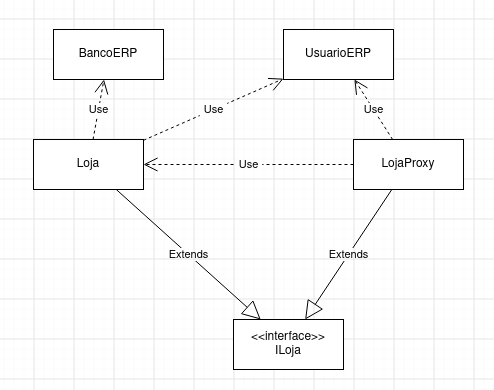 BancoERP
UsuarioERP
Use
Use
Use
Loja
Use
LojaProxy
Extends
Extends
<<interface>>
ILoja